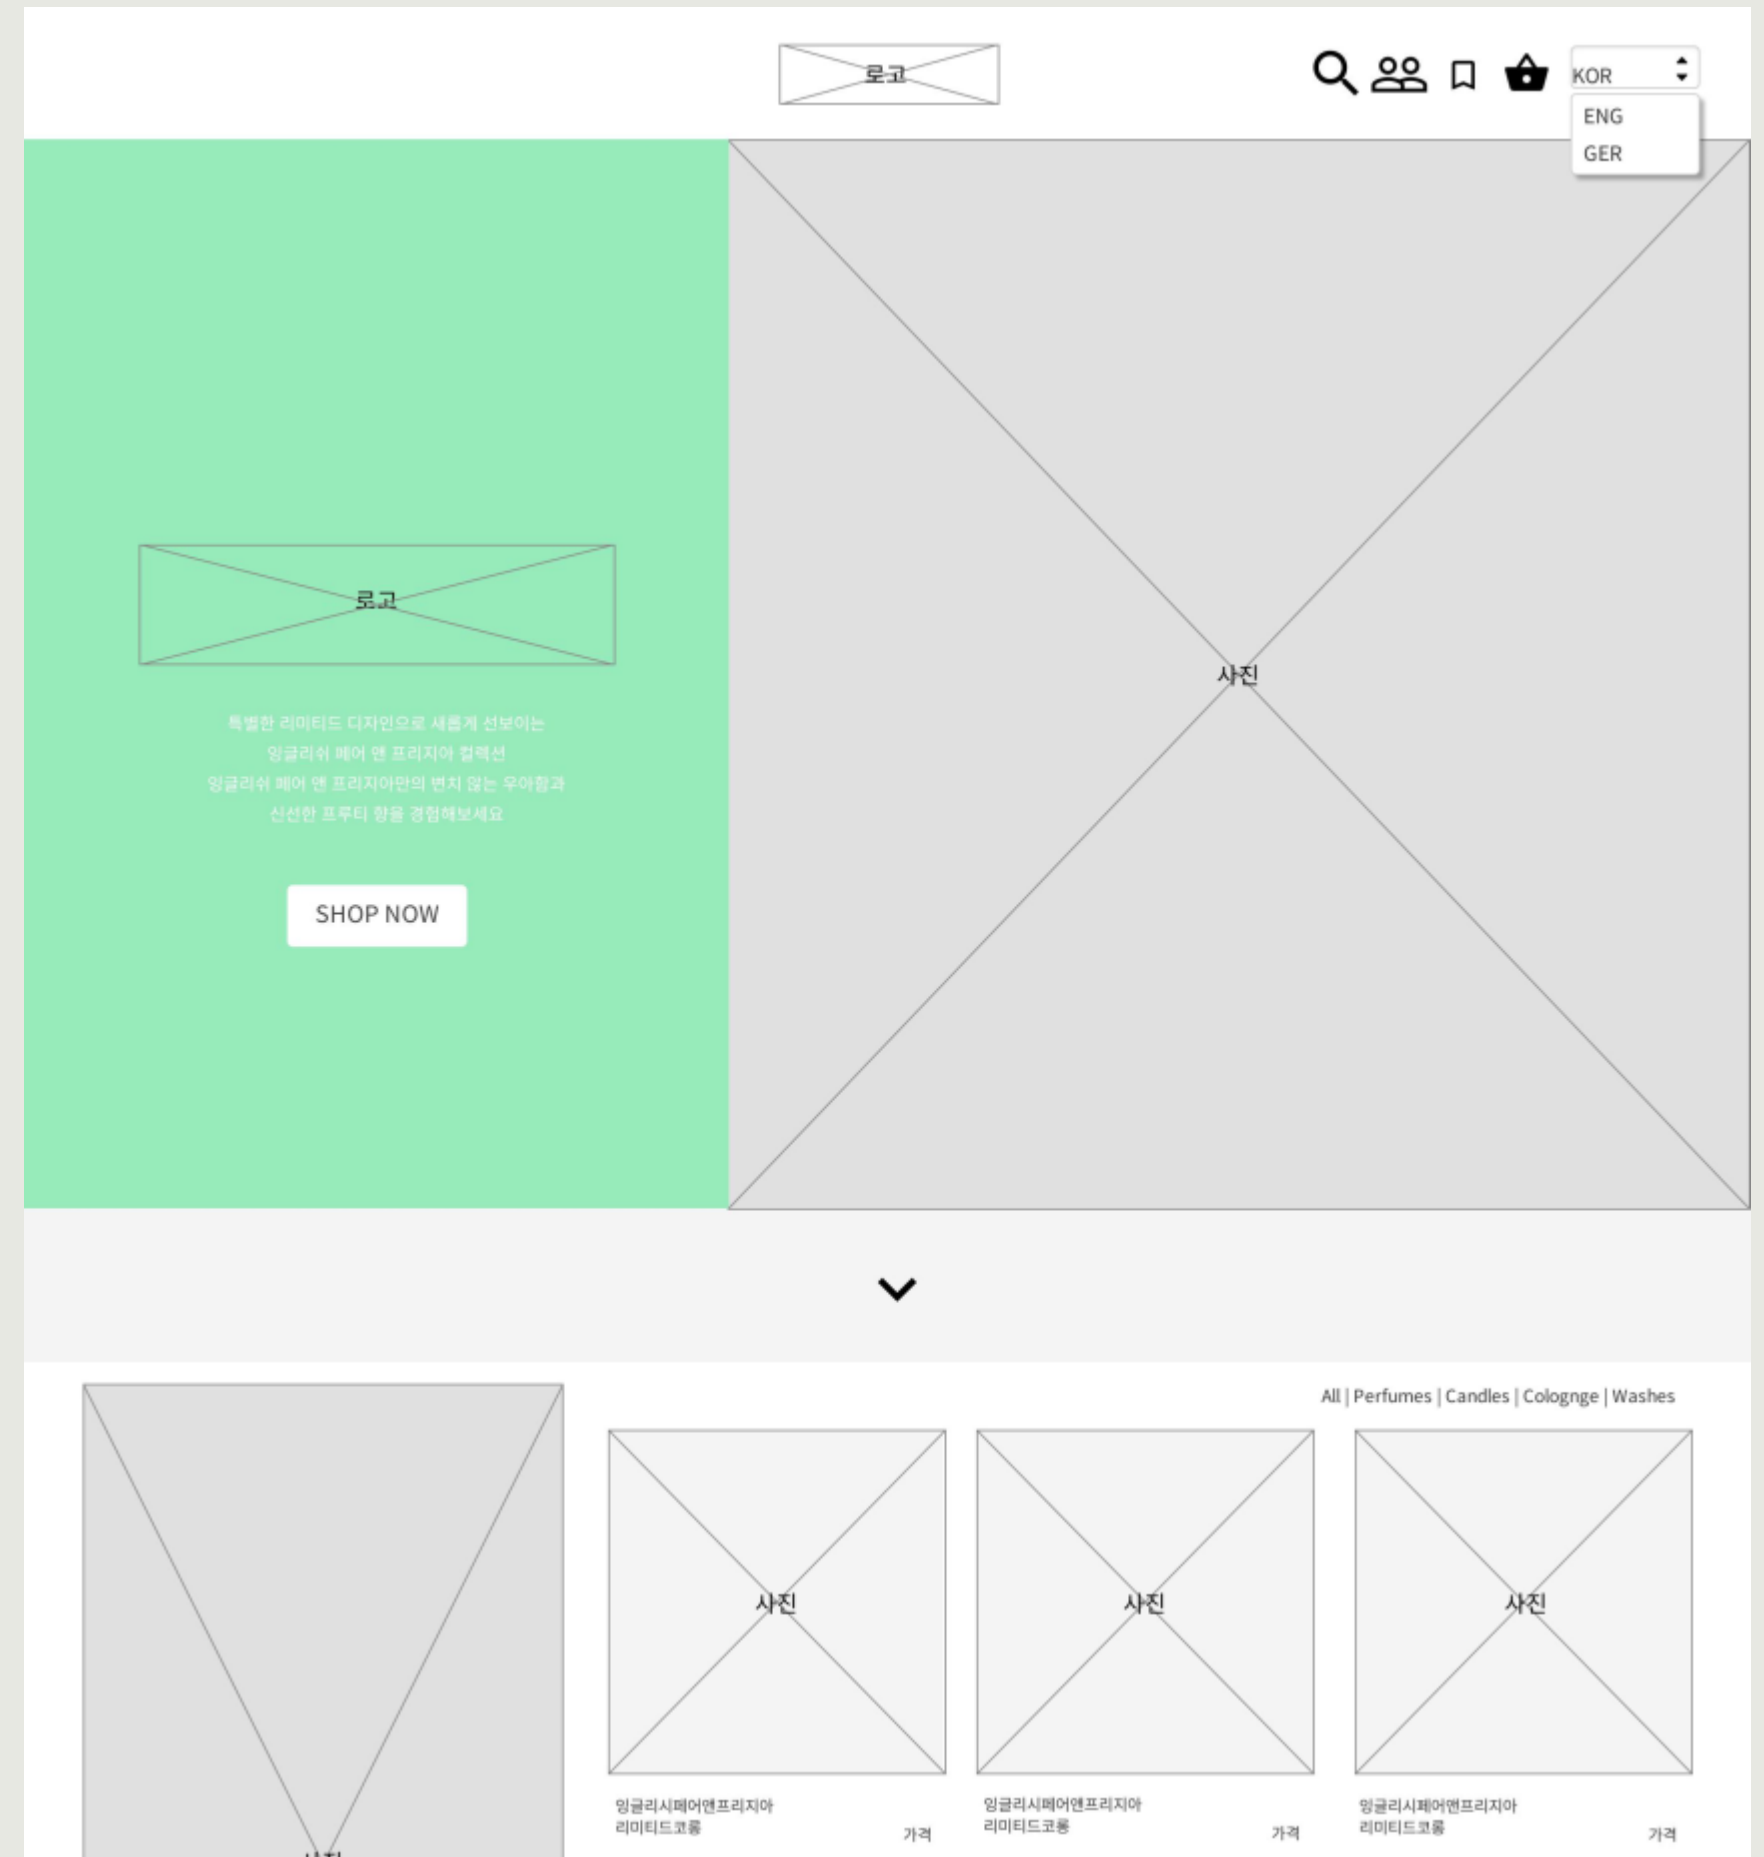 로고
KOR
ENG
GER
로고
특별한 리미티드 디자인으로 새롭게 선보이는
잉글리쉬 페어 앤 프리지아 컬렉션
잉글리쉬 페어 앤 프리지아만의 변치 않는 우아함과
신선한 프루티 향을 경험해보세요
SHOP NOW
사진
All | Perfumes | Candles | Colognge | Washes
사진
사진
사진
잉글리시페어앤프리지아
리미티드코롱
가격
잉글리시페어앤프리지아
리미티드코롱
가격
잉글리시페어앤프리지아
리미티드코롱
가격